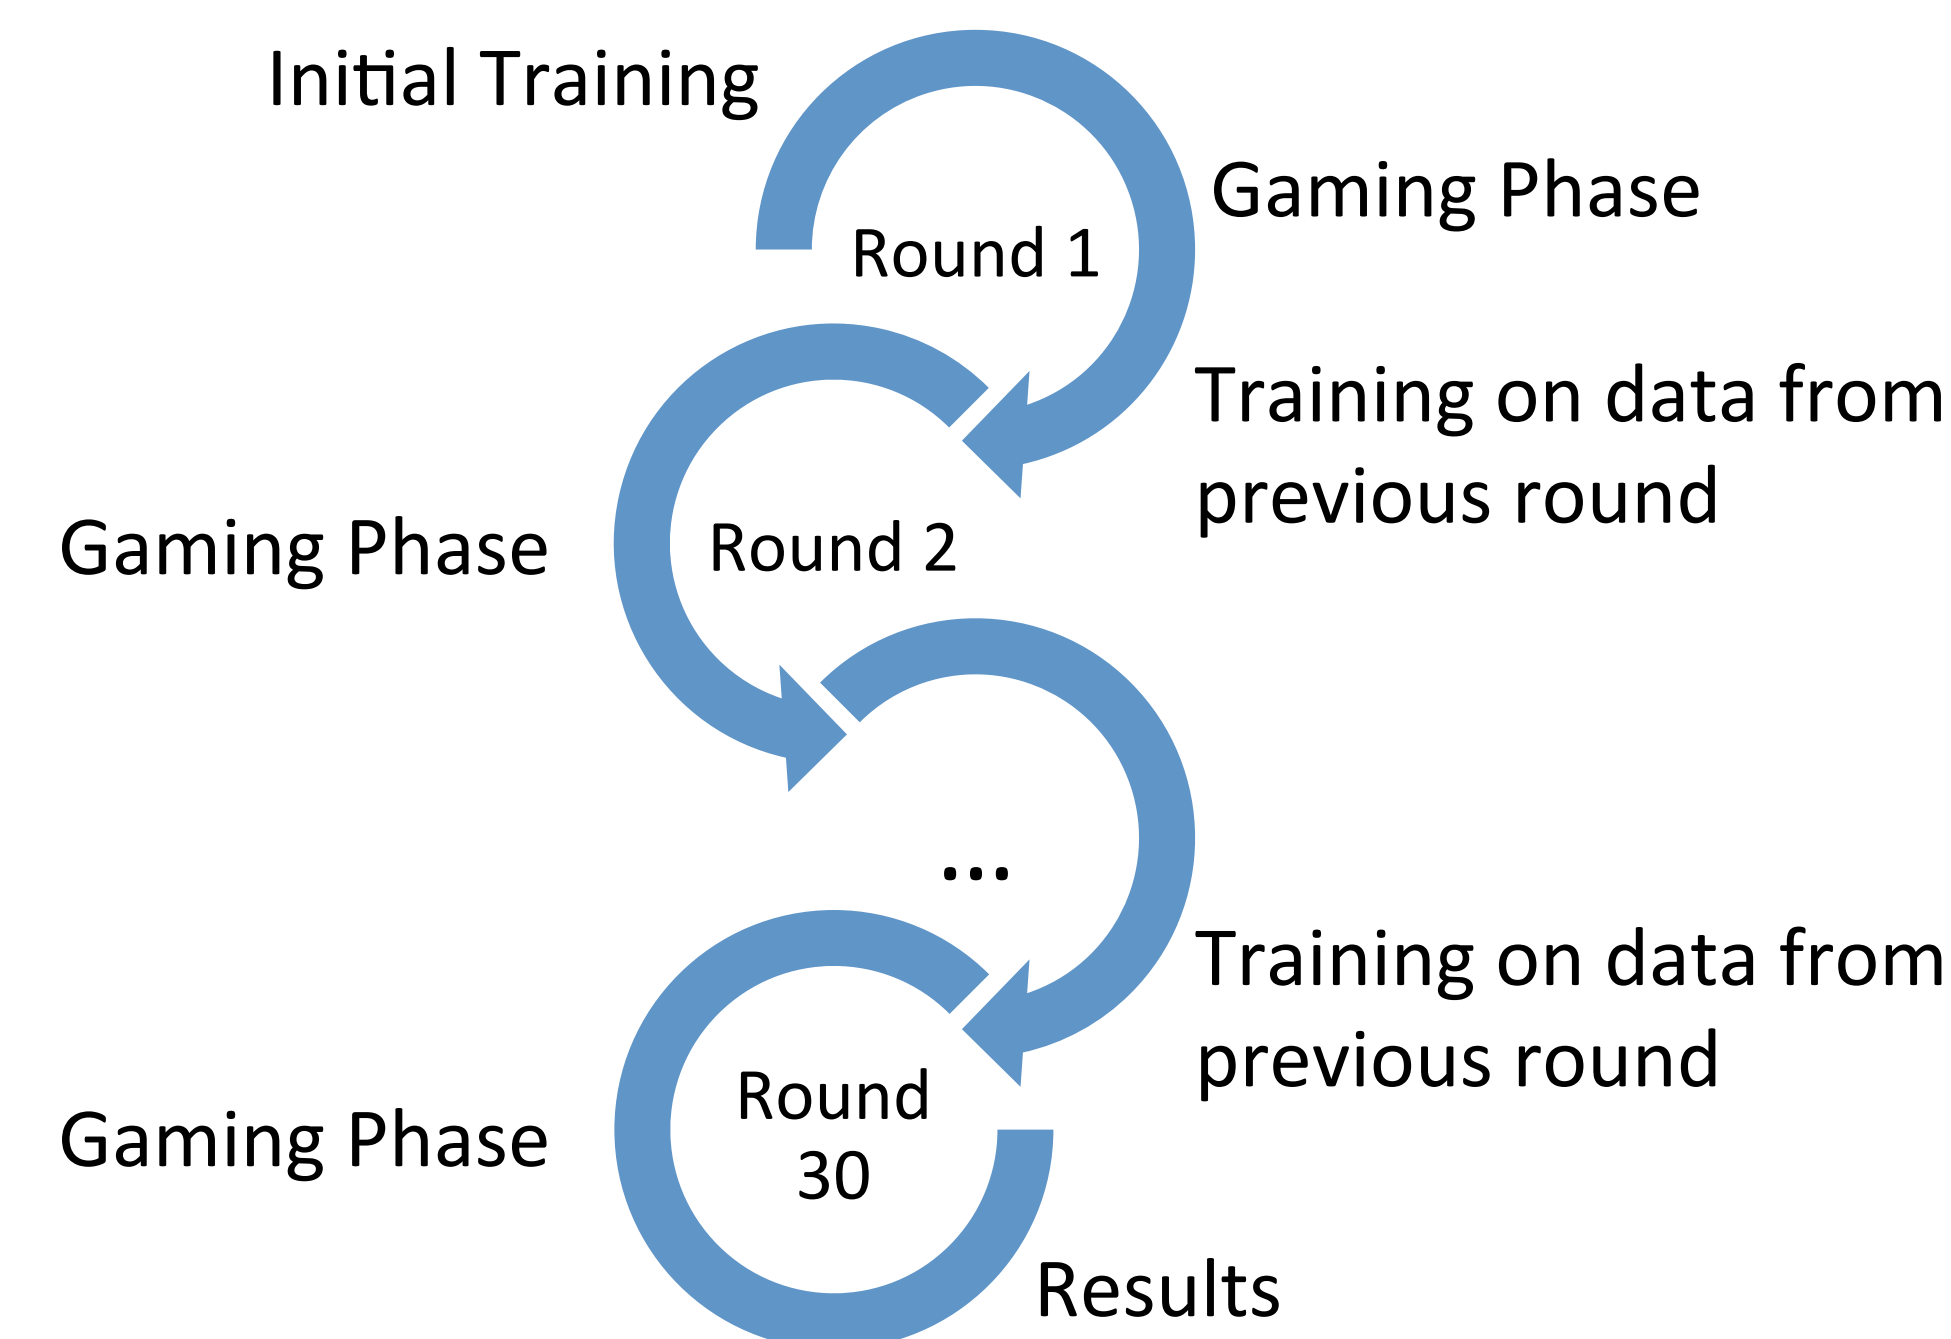 Initial Training
Gaming Phase
Round 1
Training on data from
previous round
Gaming Phase
Round 2
...
Training on data from
previous round
Round
30
Gaming Phase
Results